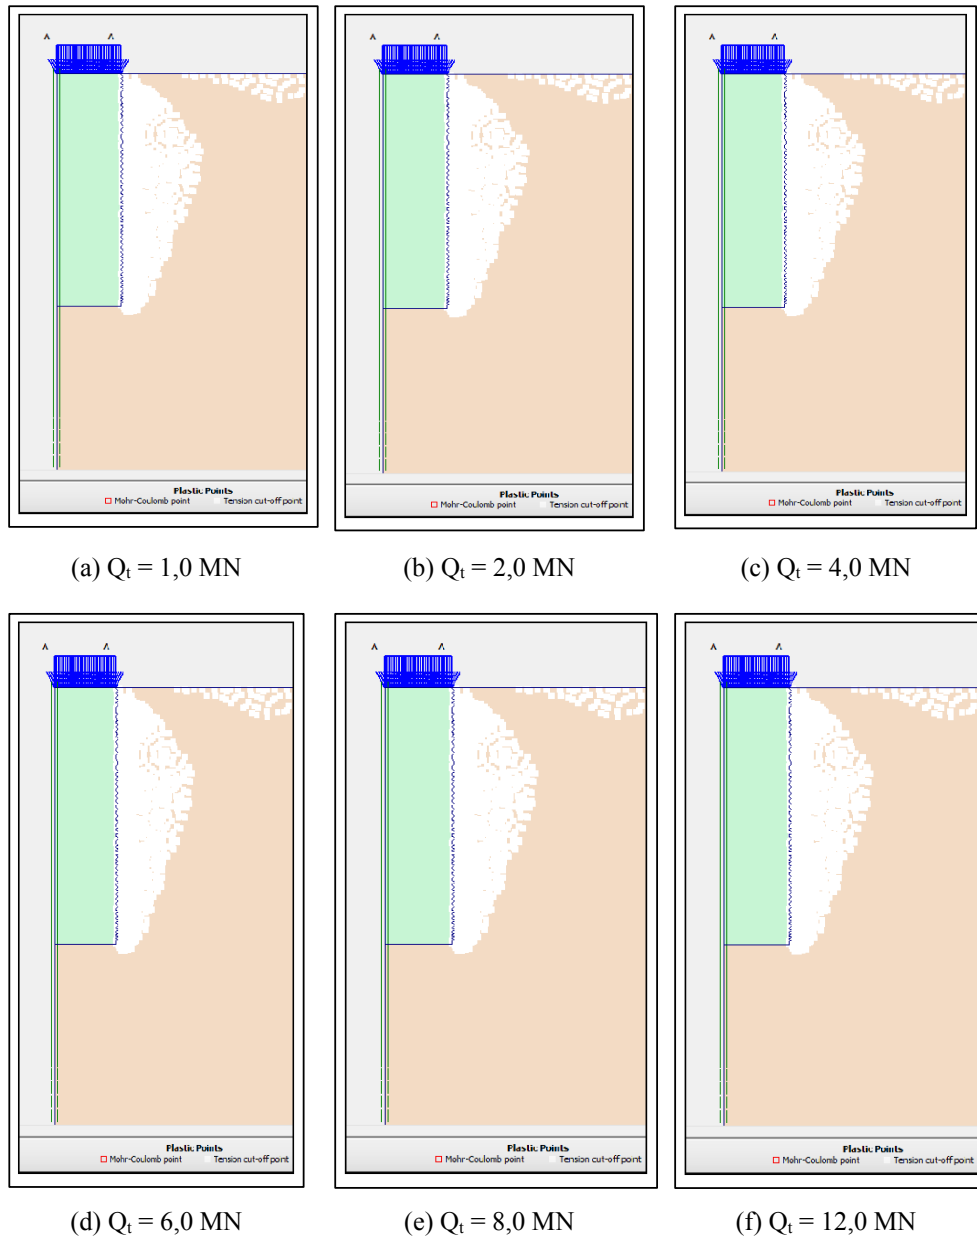 Plastic Points
Mohr-Coulomb point Tension cut-off point
Plastic Points
Mohr-Coulomb point Tension cut-off point
Plastic Points
Mohr-Coulomb point Tension cut-off point
(a) Qt = 1,0 MN
(b) Qt = 2,0 MN
(c) Qt = 4,0 MN
Plastic Points
Mohr-Coulomb point Tension cut-off point
Plastic Points
Mohr-Coulomb point Tension cut-off point
Plastic Points
Mohr-Coulomb point Tension cut-off point
(d) Qt = 6,0 MN
(e) Qt = 8,0 MN
(f) Qt = 12,0 MN